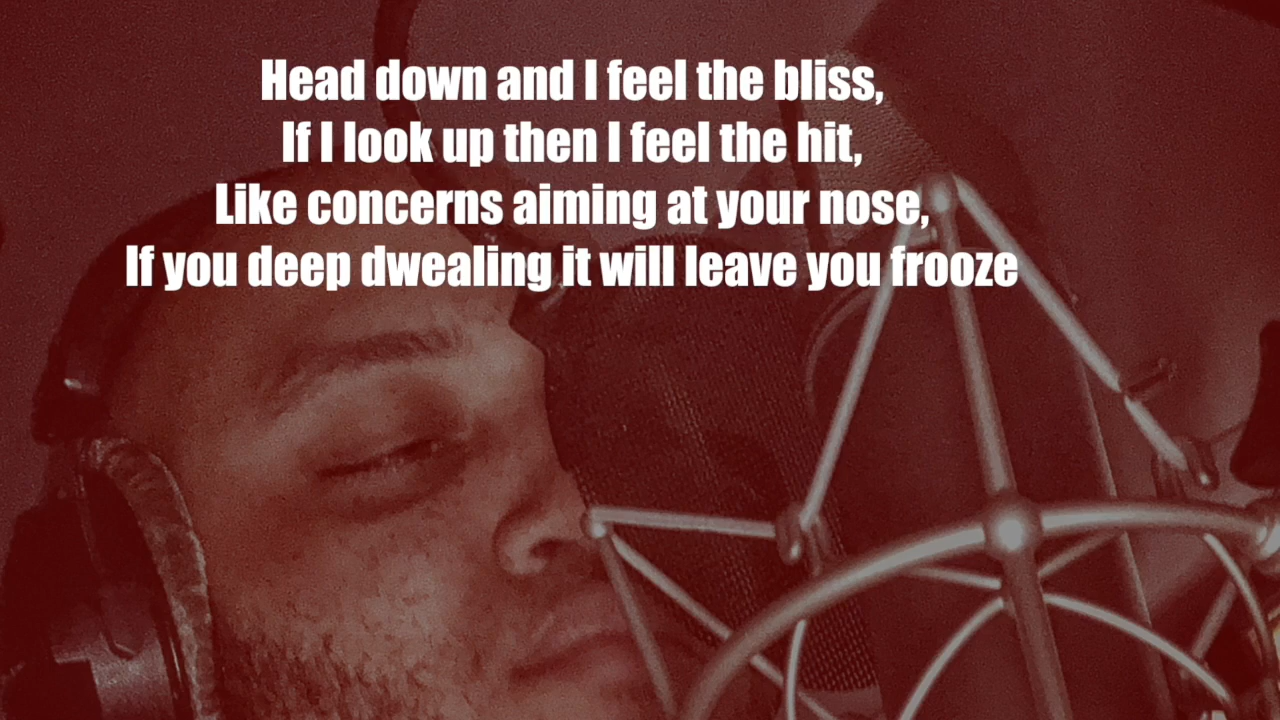 Head down and I feel the bliss,
If I look up then I feel the hit,
Like concerns aiming at your nose,
If you deep dwealing it will leave you frooze